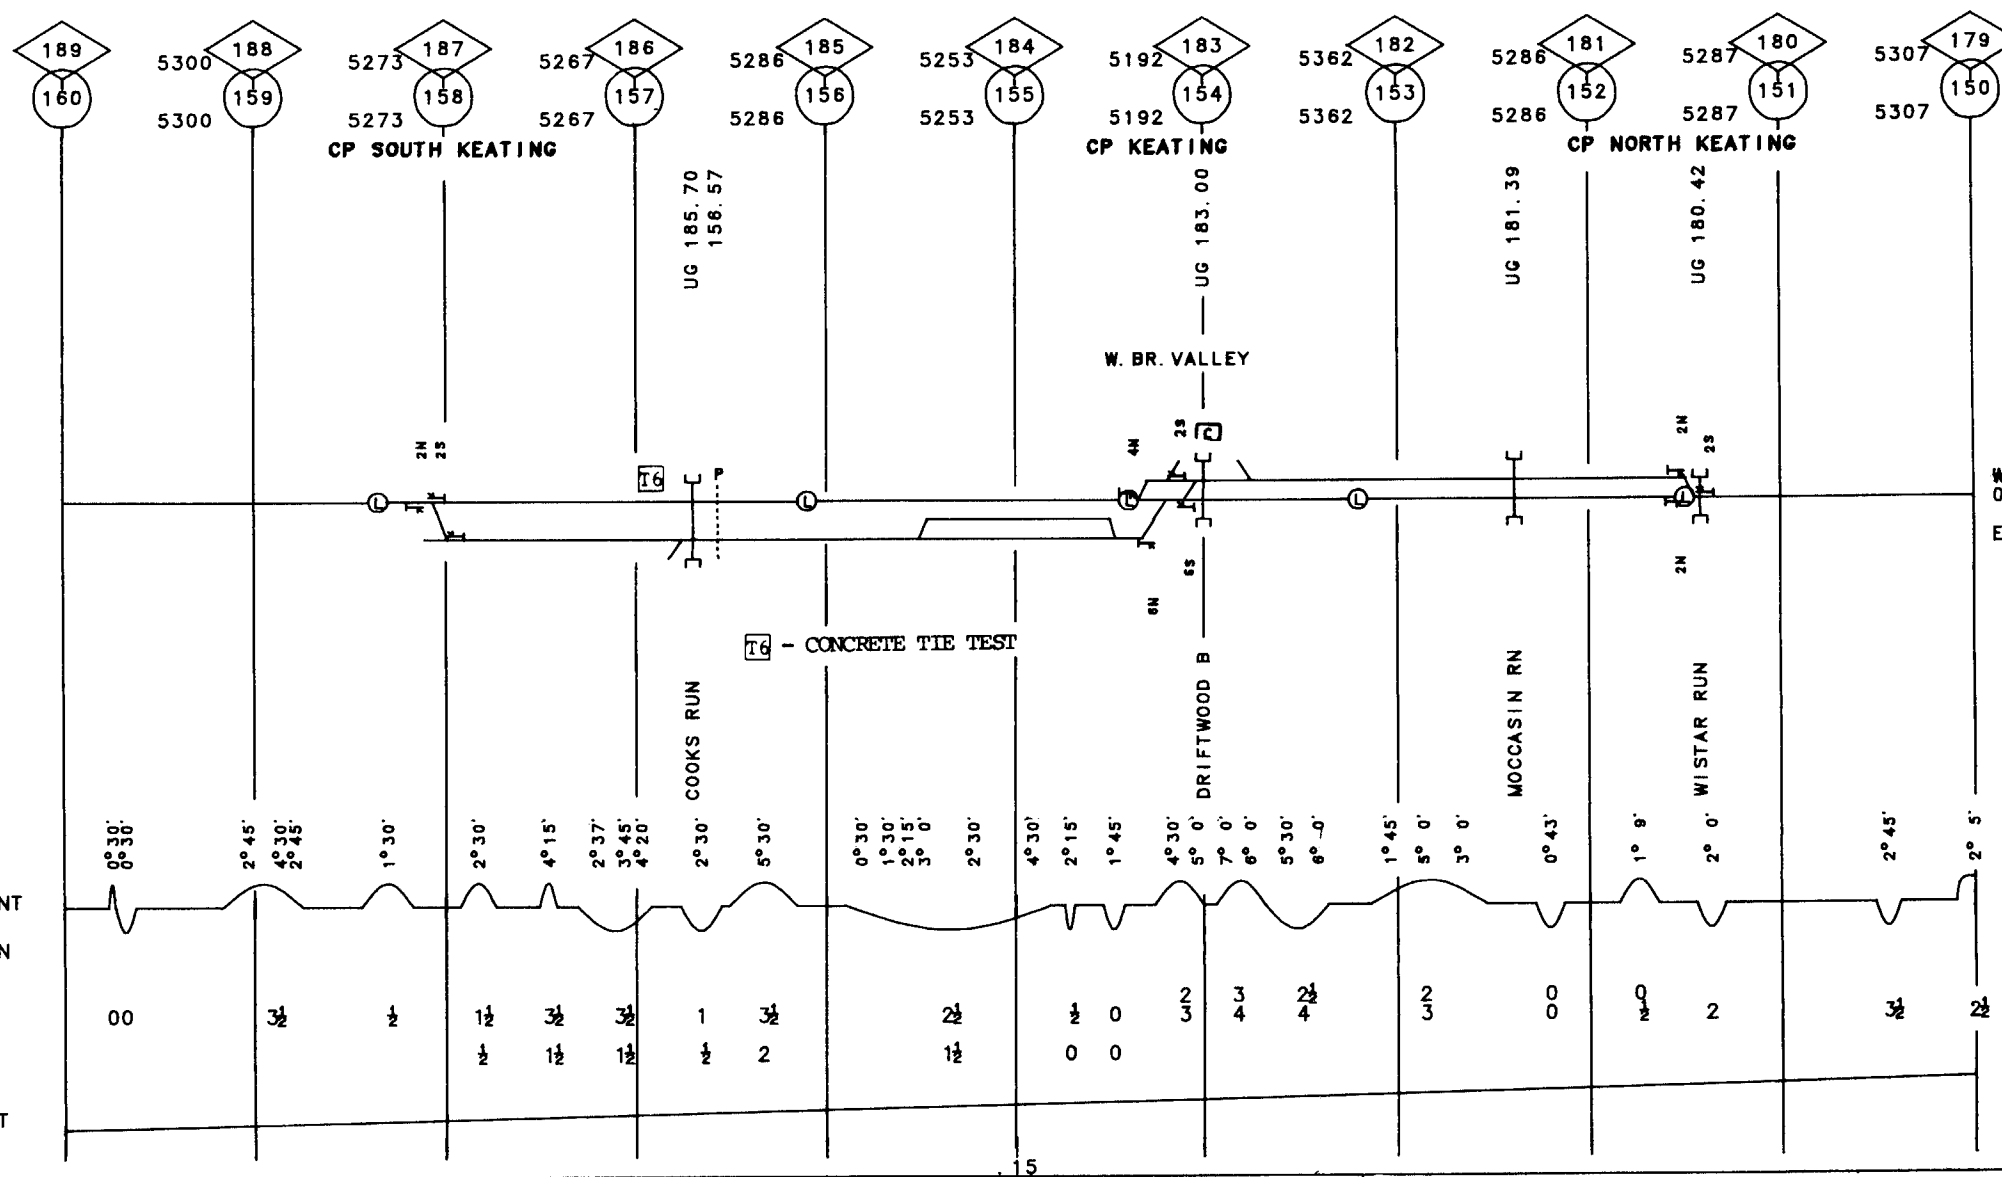 189 188 187 186 185 184 183 182 181 180 179
5300 5273 5267 5286 5253 5192 5362 5286 5287 5307
160 159 158 157 156 155 154 153 152 151 150
5300 5273 5267 5286 5253 5192 5362 5286 5287 5307
CP SOUTH KEATING CP KEATING CP NORTH KEATING
UG 185.70
156.57
UG 183.00
UG 181.39
UG 180.42
W. BR. VALLEY
2N
2S
4N
2S
C
2N
2S
T6
P
L L L L L
W
O
E
6S
6N
2N
T6 - CONCRETE TIE TEST
COOKS RUN
DRIFTWOOD B
MOCCASIN RN
WISTAR RUN
0°30'
0°30'
2°45'
4°30'
2°45'
1°30'
2°30'
4°15'
2°37'
3°45'
4°20'
2°30'
5°30'
0°30'
1°30'
2°15'
3° 0'
2°30'
4°30'
2°15'
1°45'
4°30'
5° 0'
7° 0'
6° 0'
5°30'
6° 0'
1°45'
5° 0'
3° 0'
0°43'
1° 9'
2° 0'
2°45'
2° 5'
NT
N
2 3 2½ 2 0 0
00 3½ ½ 1½ 3½ 3½ 1 3½ 2½ ½ 0 3 4 4 3 0 ½ 2 3½ 2½
½ 1½ 1½ ½ 2 1½ 0 0
T
.15